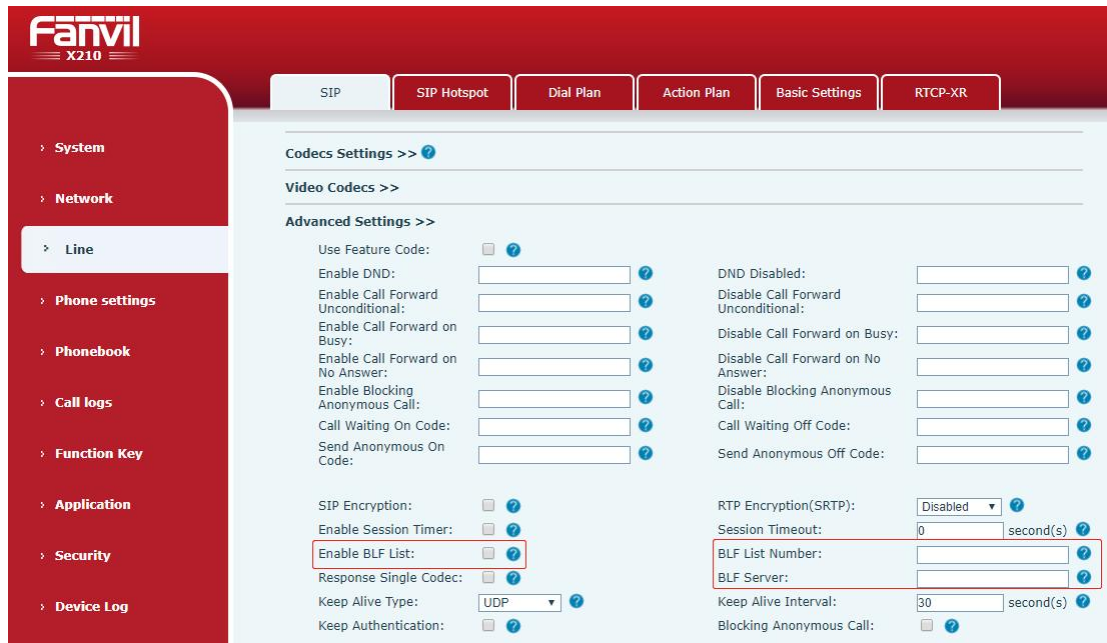 Fanvil
X210
SIP
SIP Hotspot
Dial Plan
Action Plan
Basic Settings
RTCP-XR
› System
› Network
› Line
› Phone settings
› Phonebook
› Call logs
› Function Key
› Application
› Security
› Device Log
Codecs Settings >> ?
Video Codecs >>
Advanced Settings >>
Use Feature Code: ?
Enable DND: ? DND Disabled: ?
Enable Call Forward
Unconditional: ?
Disable Call Forward
Unconditional: ?
Enable Call Forward on
Busy: ?
Disable Call Forward on Busy: ?
Enable Call Forward on
No Answer: ?
Disable Call Forward on No
Answer: ?
Enable Blocking
Anonymous Call: ?
Disable Blocking Anonymous
Call: ?
Call Waiting On Code: ? Call Waiting Off Code: ?
Send Anonymous On
Code: ?
Send Anonymous Off Code: ?
SIP Encryption: ? RTP Encryption(SRTP): Disabled ?
Enable Session Timer: ? Session Timeout: 0 second(s) ?
Enable BLF List: ? BLF List Number: ?
Response Single Codec: ? BLF Server: ?
Keep Alive Type: UDP ? Keep Alive Interval: 30 second(s) ?
Keep Authentication: ? Blocking Anonymous Call: ?